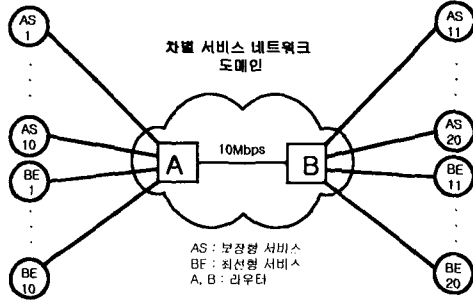 AS
1
AS
11
차별 서비스 네트워크
도메인
AS
10
BE
1
A
10Mbps
B
AS
20
BE
11
BE
10
BE
20
AS : 보장형 서비스
BE : 최선형 서비스
A, B : 라우터